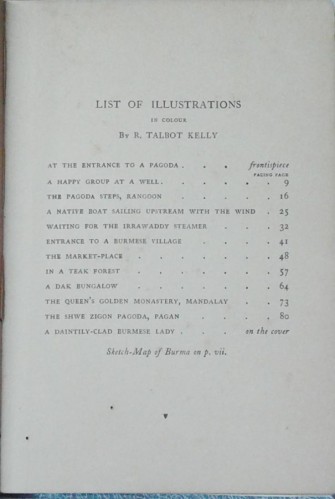 LIST OF ILLUSTRATIONS
IN COLOUR
By R. TALBOT KELLY
AT THE ENTRANCE TO A PAGODA . . . frontispiece
FACING PAGE
A HAPPY GROUP AT A WELL . . . . . . 9
THE PAGODA STEPS, RANGOON . . . . . 16
A NATIVE BOAT SAILING UPSTREAM WITH THE WIND . 25
WAITING FOR THE IRRAWADDY STEAMER . . . 32
ENTRANCE TO A BURMESE VILLAGE . . . . 41
THE MARKET-PLACE . . . . . . 48
IN A TEAK FOREST . . . . . . 57
A DAK BUNGALOW . . . . . . 64
THE QUEEN'S GOLDEN MONASTERY, MANDALAY . . 73
THE SHWE ZIGON PAGODA, PAGAN . . . . 80
A DAINTILY-CLAD BURMESE LADY . . . on the cover
Sketch-Map of Burma on p. vii.